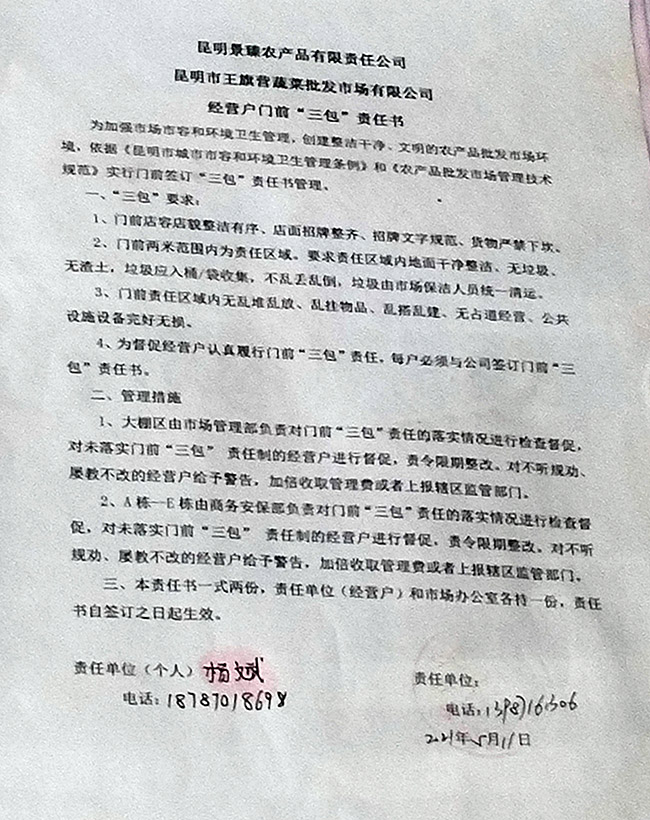 昆明景臻农产品有限责任公司
昆明市王旗营蔬菜批发市场有限公司
经营户门前“三包”责任书
为加强市场市容和环境卫生管理，创建整洁干净、文明的农产品批发市场环
境，依据《昆明市城市市容和环境卫生管理条例》和《农产品批发市场管理技术
规范》实行门前签订“三包”责任书管理。
一、“三包”要求：
1、门前店容店貌整洁有序、店面招牌整齐、招牌文字规范、货物严禁下坎。
2、门前两米范围内为责任区域。要求责任区域内地面干净整洁、无垃圾、
无渣土，垃圾应入桶/袋收集，不乱丢乱倒，垃圾由市场保洁人员统一清运。
3、门前责任区域内无乱堆乱放、乱挂物品、乱搭乱建、无占道经营、公共
设施设备完好无损。
4、为督促经营户认真履行门前“三包”责任，每户必须与公司签订门前“三
包”责任书。
二、管理措施
1、大棚区由市场管理部负责对门前“三包”责任的落实情况进行检查督促，
对未落实门前“三包” 责任制的经营户进行督促，责令限期整改。对不听规劝、
屡教不改的经营户给予警告，加倍收取管理费或者上报辖区监管部门。
2、A栋—E栋由商务安保部负责对门前“三包”责任的落实情况进行检查督
促，对未落实门前“三包” 责任制的经营户进行督促，责令限期整改。对不听
规劝、屡教不改的经营户给予警告，加倍收取管理费或者上报辖区监管部门。
三、本责任书一式两份，责任单位（经营户）和市场办公室各持一份，责任
书自签订之日起生效。
责任单位（个人）杨斌
电话：18787018698
责任单位：
电话：
2021年5月11日